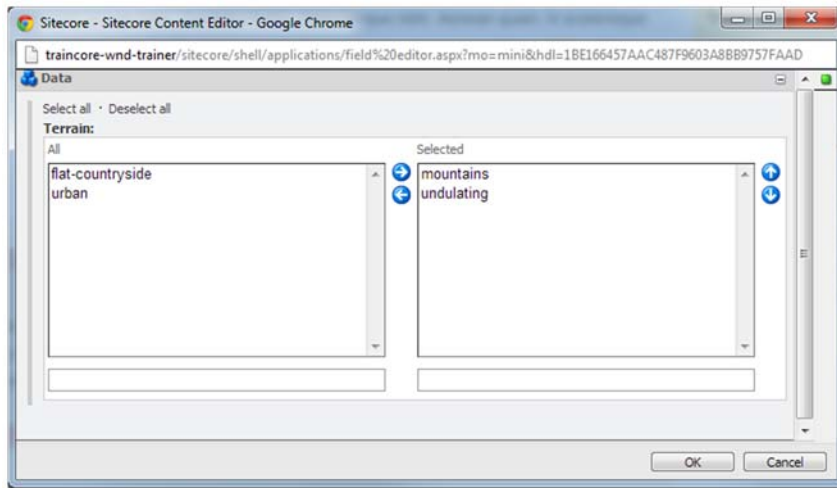 Sitecore - Sitecore Content Editor - Google Chrome
traincore-wnd-trainer/sitecore/shell/applications/field%20editor.aspx?mo=mini&hdl=1BE166457AAC487F9603A8BB9757FAAD
Data
Select all · Deselect all
Terrain:
All Selected
flat-countryside mountains
urban undulating
OK Cancel